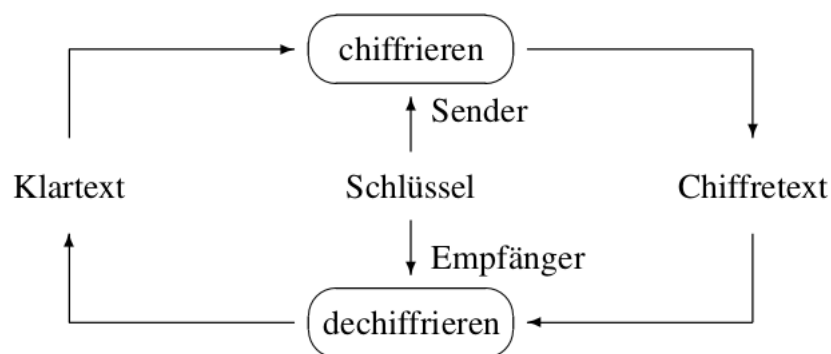 chiffrieren
Sender
Klartext Schlüssel Chiffretext
Empfänger
dechiffrieren